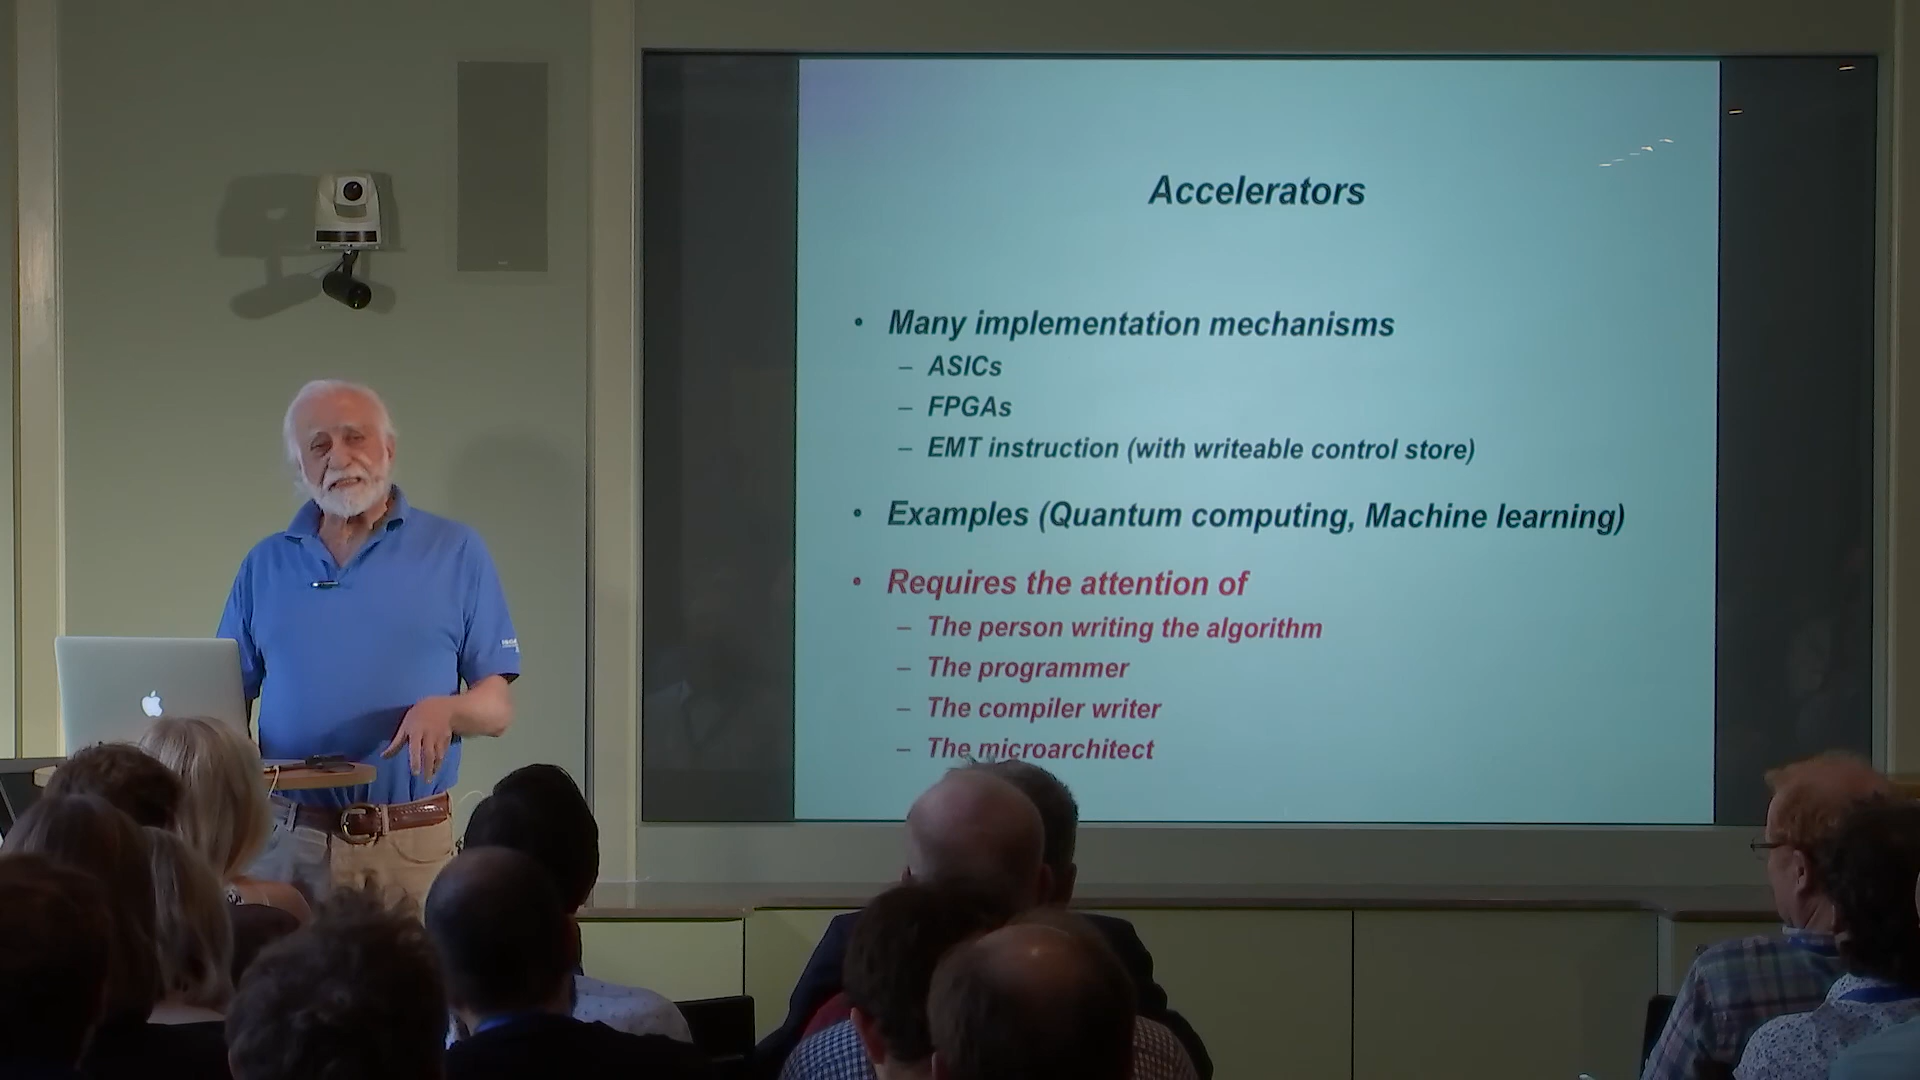 Accelerators
• Many implementation mechanisms
– ASICs
– FPGAs
– EMT instruction (with writeable control store)
• Examples (Quantum computing, Machine learning)
• Requires the attention of
– The person writing the algorithm
– The programmer
– The compiler writer
– The microarchitect